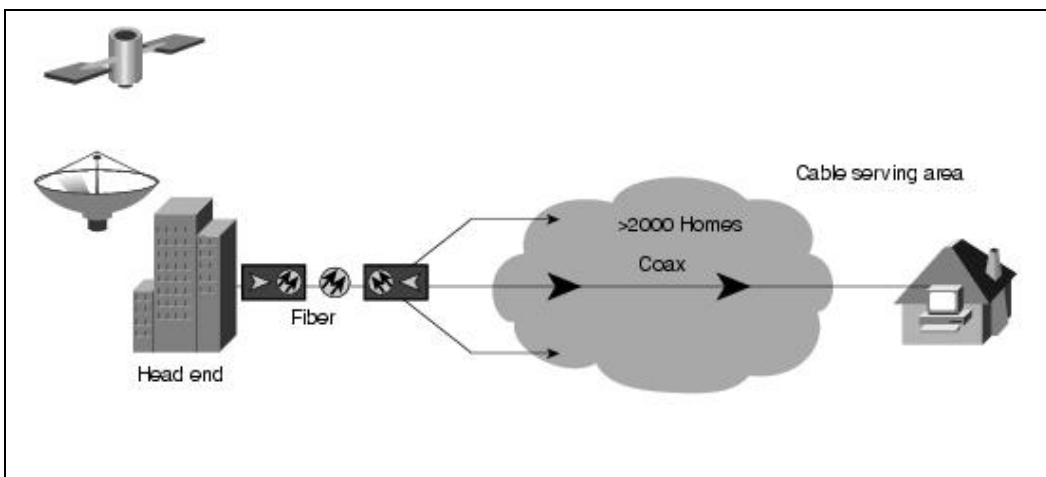 Cable serving area
>2000 Homes
Coax
Fiber
Head end